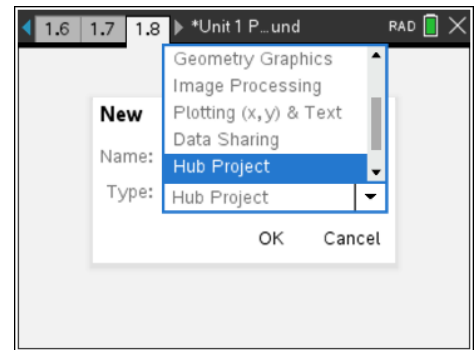 1.6 1.7 1.8 *Unit 1 P...und RAD
Geometry Graphics
Image Processing
New Plotting (x,y) & Text
Data Sharing
Name: Hub Project
Type: Hub Project
OK Cancel